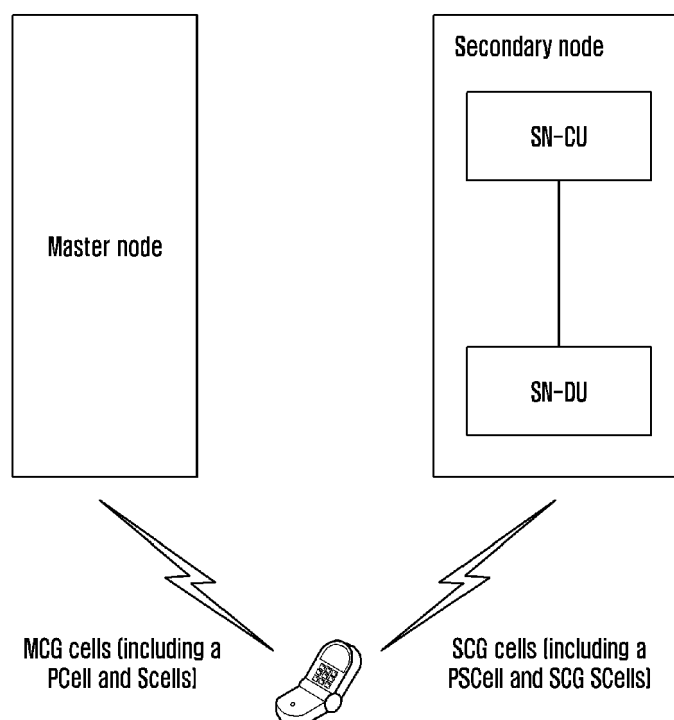 Secondary node
SN-CU
Master node
SN-DU
MCG cells (including a
PCell and Scells)
SCG cells (including a
PSCell and SCG SCells)